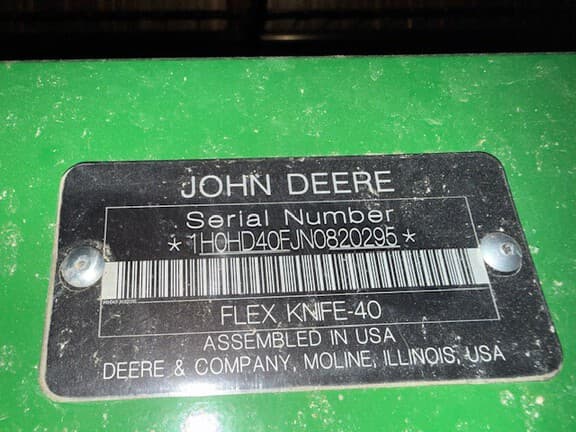 JOHN DEERE
Serial Number
*1H0HD40FJN0820295*
FLEX KNIFE-40
ASSEMBLED IN USA
DEERE & COMPANY, MOLINE, ILLINOIS, USA